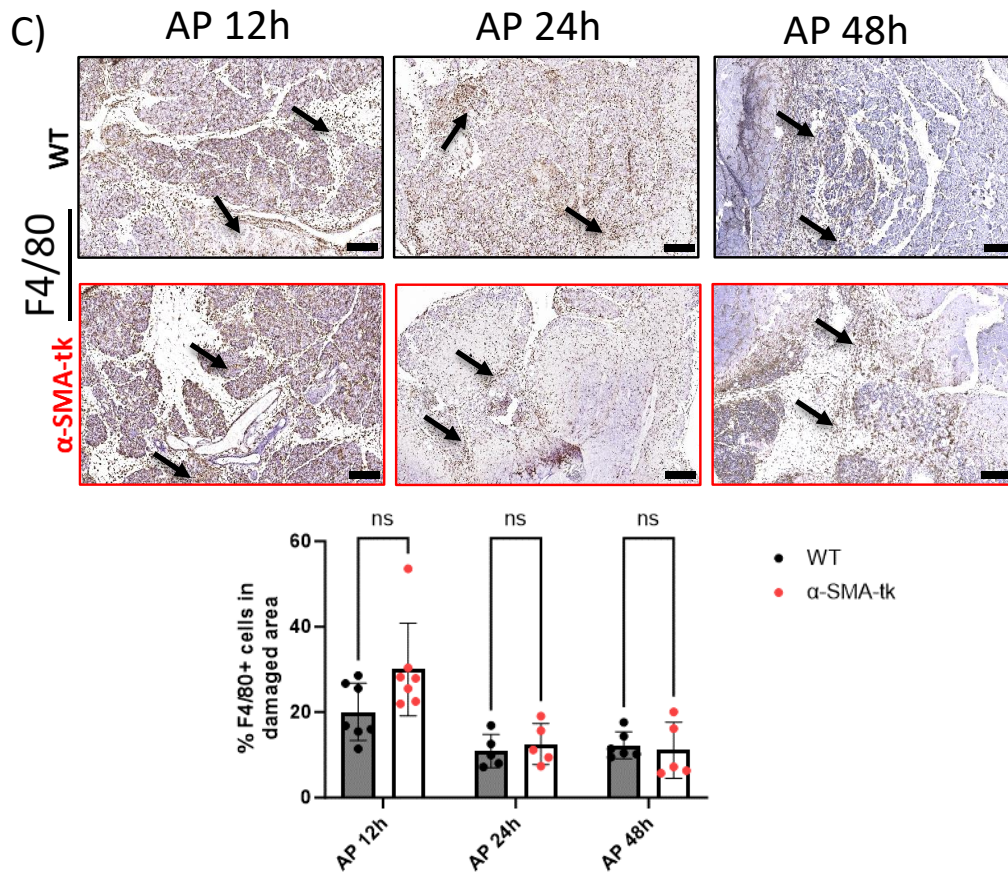 C)
AP 12h
AP 24h
AP 48h
F4/80
WT
α-SMA-tk
ns
ns
ns
% F4/80+ cells in
damaged area
60
40
20
0
AP 12h
AP 24h
AP 48h
WT
α-SMA-tk